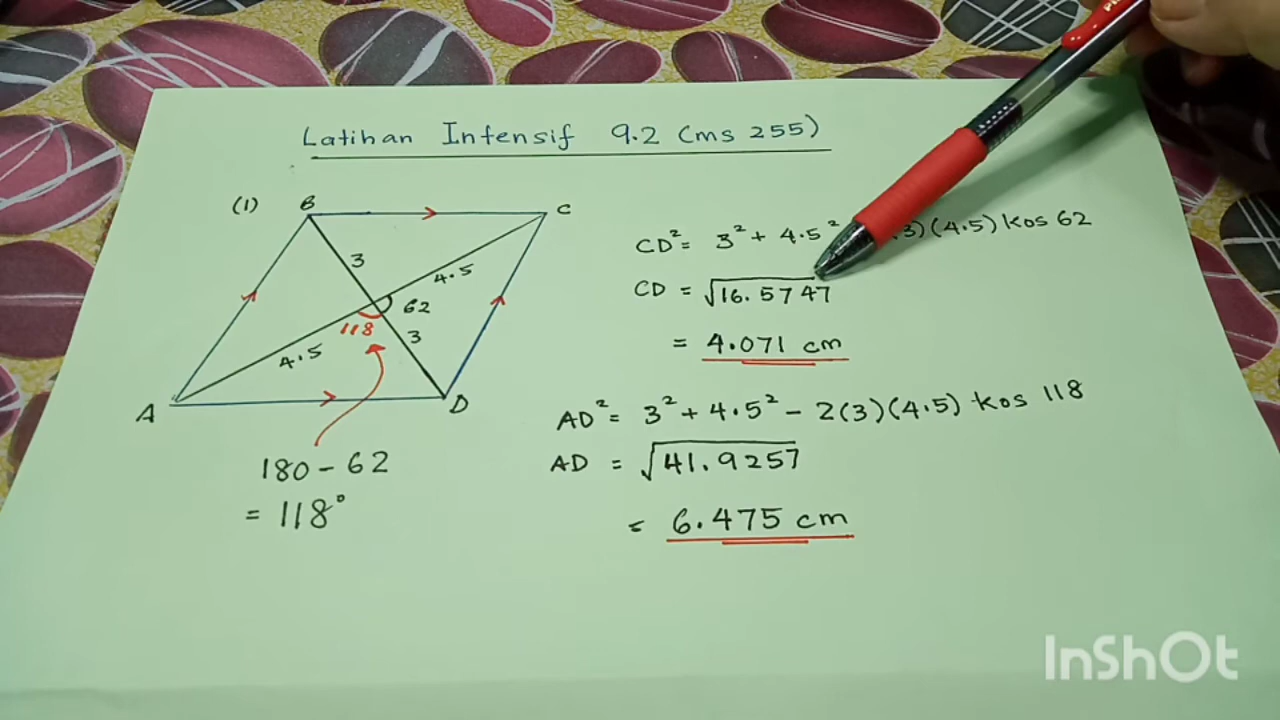 Latihan Intensif 9.2 (ms 255)
(1)
B
C
3
4.5
62
118
3
4.5
A
D
180 - 62
= 118°
CD² = 3² + 4.5² 3)(4.5) kos 62
CD = √16.5747
= 4.071 cm
AD² = 3² + 4.5² - 2(3)(4.5) kos 118
AD = √41.9257
= 6.475 cm
InShOt